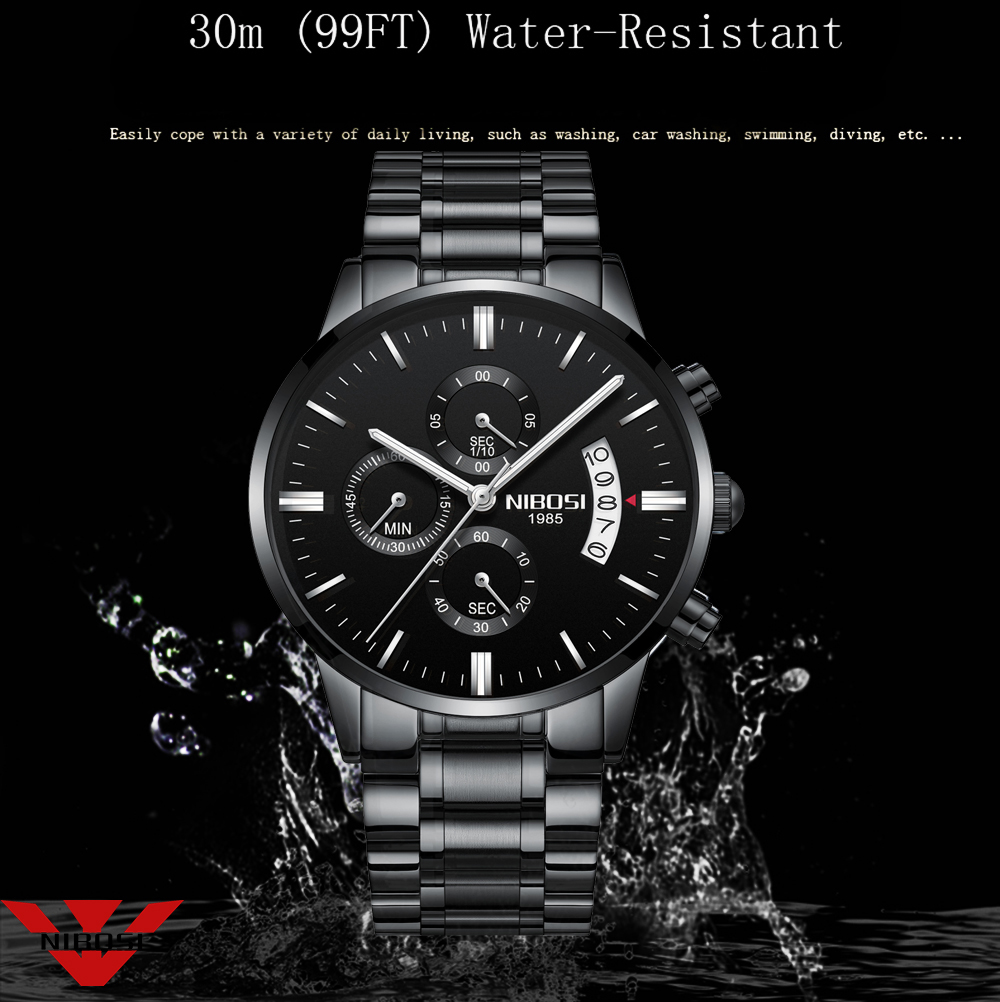 30m (99FT) Water-Resistant
Easily cope with a variety of daily living, such as washing, car washing, swimming, diving, etc. ...
00
05 05
SEC
1/10
00
60
45 15
MIN
30
NIBOSI
1985
10
9
8
7
6
60
50 10
40 20
SEC
30
NIBOSI